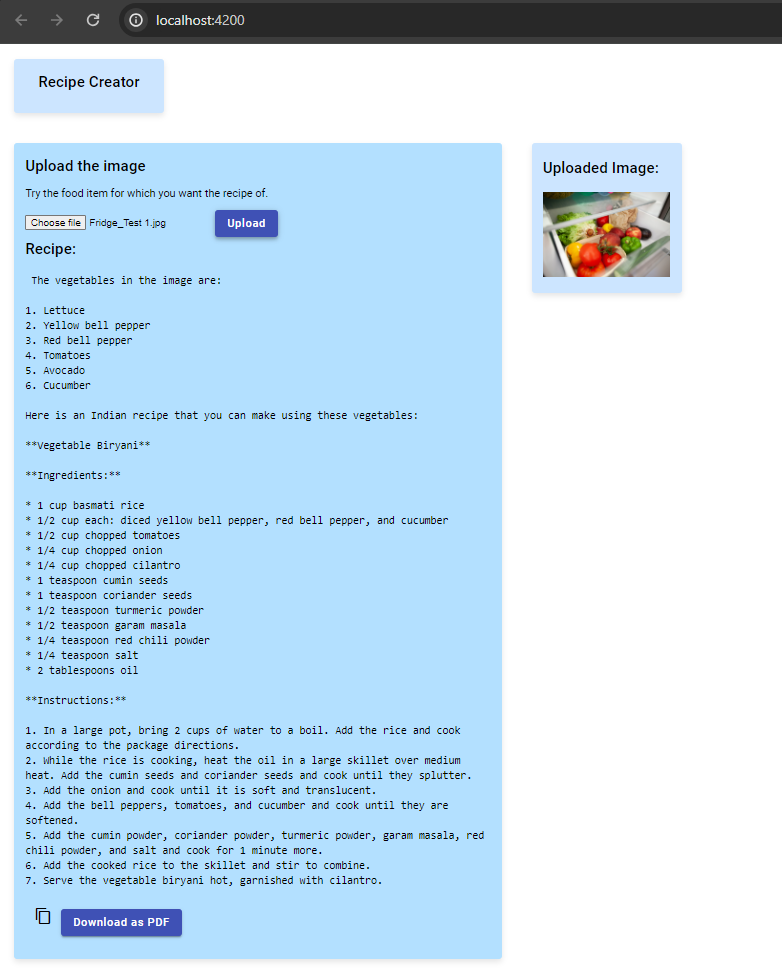 localhost:4200
Recipe Creator
Upload the image
Try the food item for which you want the recipe of.
Choose file Fridge_Test 1.jpg
Upload
Recipe:
The vegetables in the image are:
1. Lettuce
2. Yellow bell pepper
3. Red bell pepper
4. Tomatoes
5. Avocado
6. Cucumber
Here is an Indian recipe that you can make using these vegetables:
**Vegetable Biryani**
**Ingredients:**
* 1 cup basmati rice
* 1/2 cup each: diced yellow bell pepper, red bell pepper, and cucumber
* 1/2 cup chopped tomatoes
* 1/4 cup chopped onion
* 1/4 cup chopped cilantro
* 1 teaspoon cumin seeds
* 1 teaspoon coriander seeds
* 1/2 teaspoon turmeric powder
* 1/2 teaspoon garam masala
* 1/4 teaspoon red chili powder
* 1/4 teaspoon salt
* 2 tablespoons oil
**Instructions:**
1. In a large pot, bring 2 cups of water to a boil. Add the rice and cook
according to the package directions.
2. While the rice is cooking, heat the oil in a large skillet over medium
heat. Add the cumin seeds and coriander seeds and cook until they splutter.
3. Add the onion and cook until it is soft and translucent.
4. Add the bell peppers, tomatoes, and cucumber and cook until they are
softened.
5. Add the cumin powder, coriander powder, turmeric powder, garam masala, red
chili powder, and salt and cook for 1 minute more.
6. Add the cooked rice to the skillet and stir to combine.
7. Serve the vegetable biryani hot, garnished with cilantro.
Download as PDF
Uploaded Image: